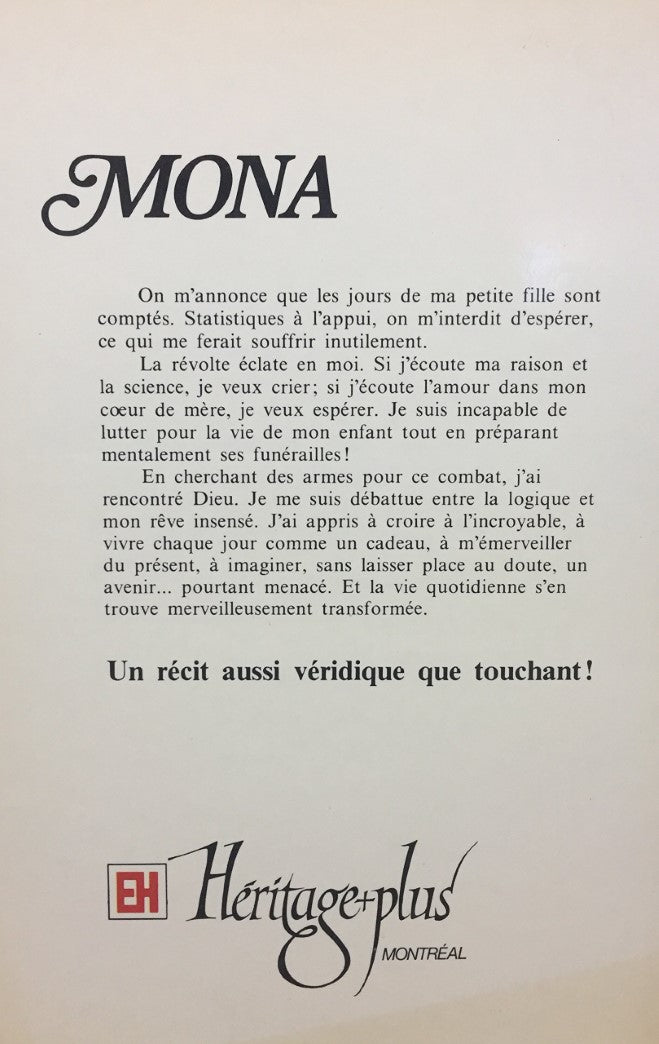 MONA
On m'annonce que les jours de ma petite fille sont
comptés. Statistiques à l'appui, on m'interdit d'espérer,
ce qui me ferait souffrir inutilement.
La révolte éclate en moi. Si j'écoute ma raison et
la science, je veux crier; si j'écoute l'amour dans mon
cœur de mère, je veux espérer. Je suis incapable de
lutter pour la vie de mon enfant tout en préparant
mentalement ses funérailles!
En cherchant des armes pour ce combat, j'ai
rencontré Dieu. Je me suis débattue entre la logique et
mon rêve insensé. J'ai appris à croire à l'incroyable, à
vivre chaque jour comme un cadeau, à m'émerveiller
du présent, à imaginer, sans laisser place au doute, un
avenir... pourtant menacé. Et la vie quotidienne s'en
trouve merveilleusement transformée.
Un récit aussi véridique que touchant!
EH Héritage+plus
MONTRÉAL